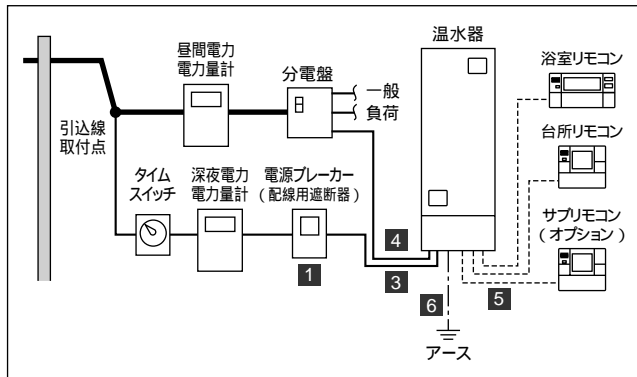 昼間電力
電力量計
分電盤
一般
負荷
温水器
浴室リモコン
台所リモコン
サブリモコン
（オプション）
引込線
取付点
タイム
スイッチ
深夜電力
電力量計
電源ブレーカー
（配線用遮断器）
1
4
3
6
5
アース